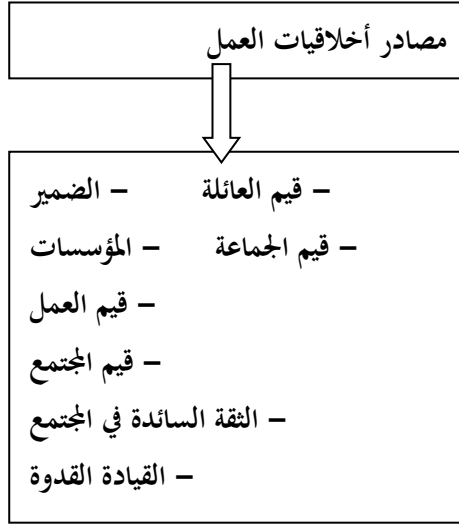 مصادر أخلاقيات العمل
– قيم العائلة – الضمير
– قيم الجماعة – المؤسسات
– قيم العمل
– قيم المجتمع
– الثقة السائدة في المجتمع
– القيادة القدوة